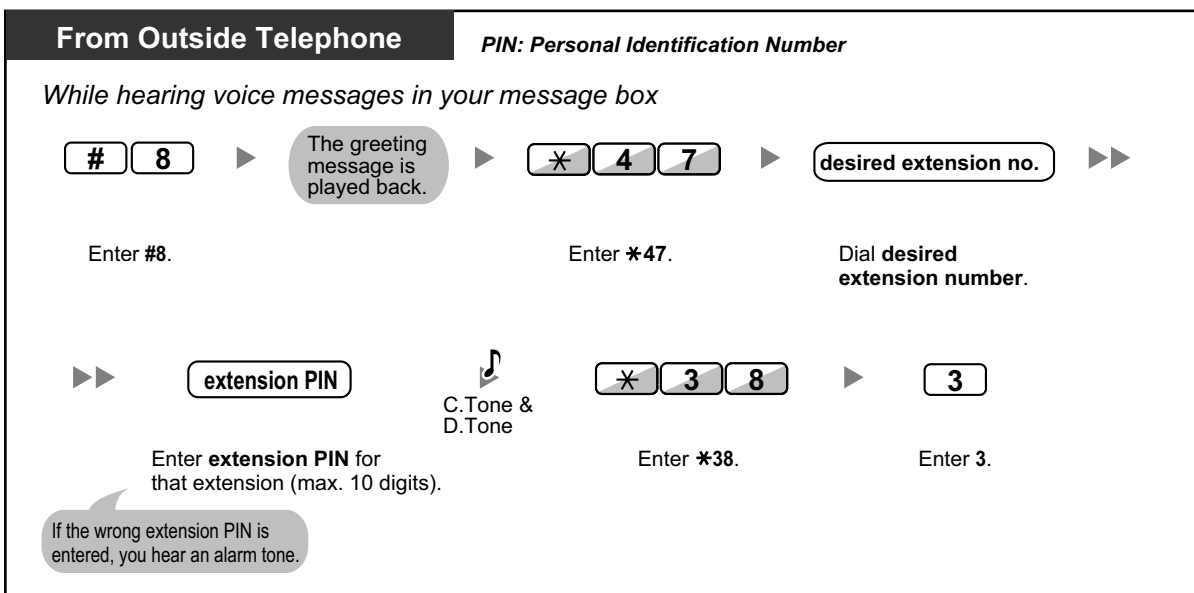 From Outside Telephone
PIN: Personal Identification Number
While hearing voice messages in your message box
# 8
The greeting
message is
played back.
* 4 7
desired extension no.
Enter #8.
Enter *47.
Dial desired
extension number.
extension PIN
C.Tone &
D.Tone
* 3 8
3
Enter extension PIN for
that extension (max. 10 digits).
Enter *38.
Enter 3.
If the wrong extension PIN is
entered, you hear an alarm tone.